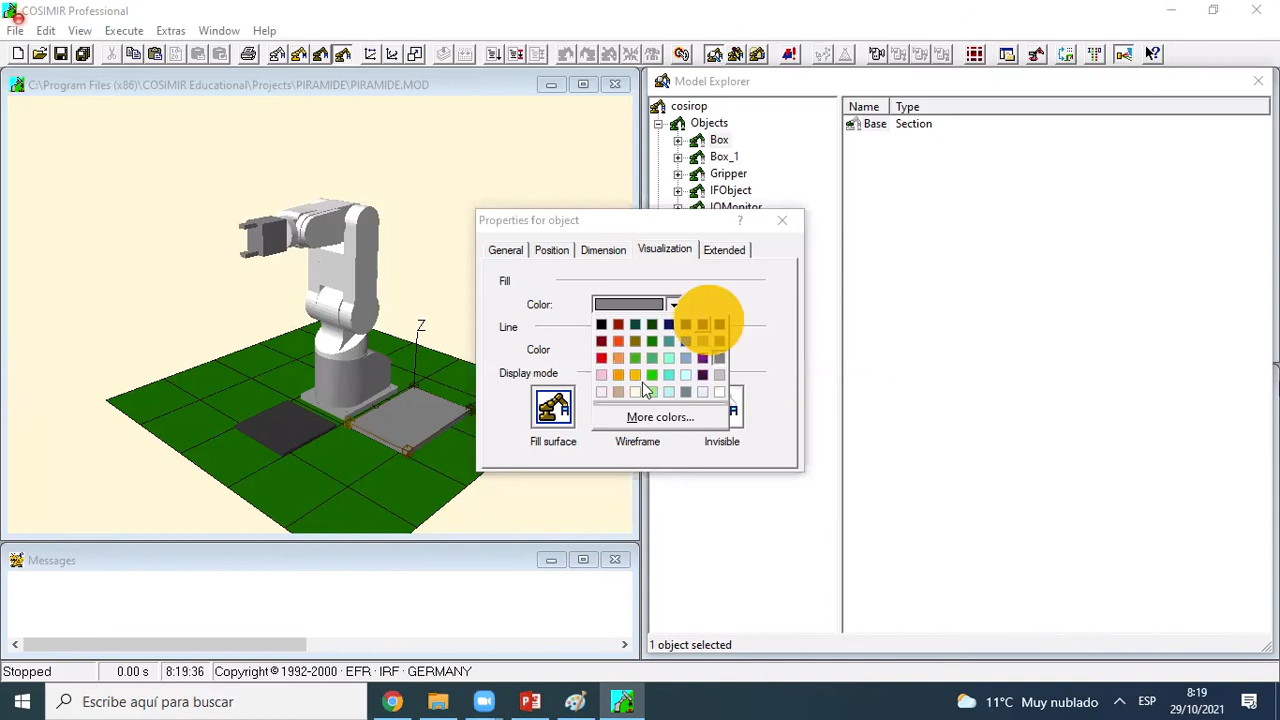 COSIMIR Professional
File Edit View Execute Extras Window Help
C:\Program Files (x86)\COSIMIR Educational\Projects\PIRAMIDE\PIRAMIDE.MOD
Model Explorer
cosirop
Objects
Box
Box_1
Gripper
IFObject
IOMonitor
Name Type
Base Section
Z
Properties for object ?
General Position Dimension Visualization Extended
Fill
Color:
Line
Color
Display mode
More colors...
Fill surface Wireframe Invisible
Messages
1 object selected
Stopped 0.00 s 8:19:36 Copyright © 1992-2000 · EFR · IRF · GERMANY
Escribe aquí para buscar
11°C Muy nublado ESP 8:19
29/10/2021